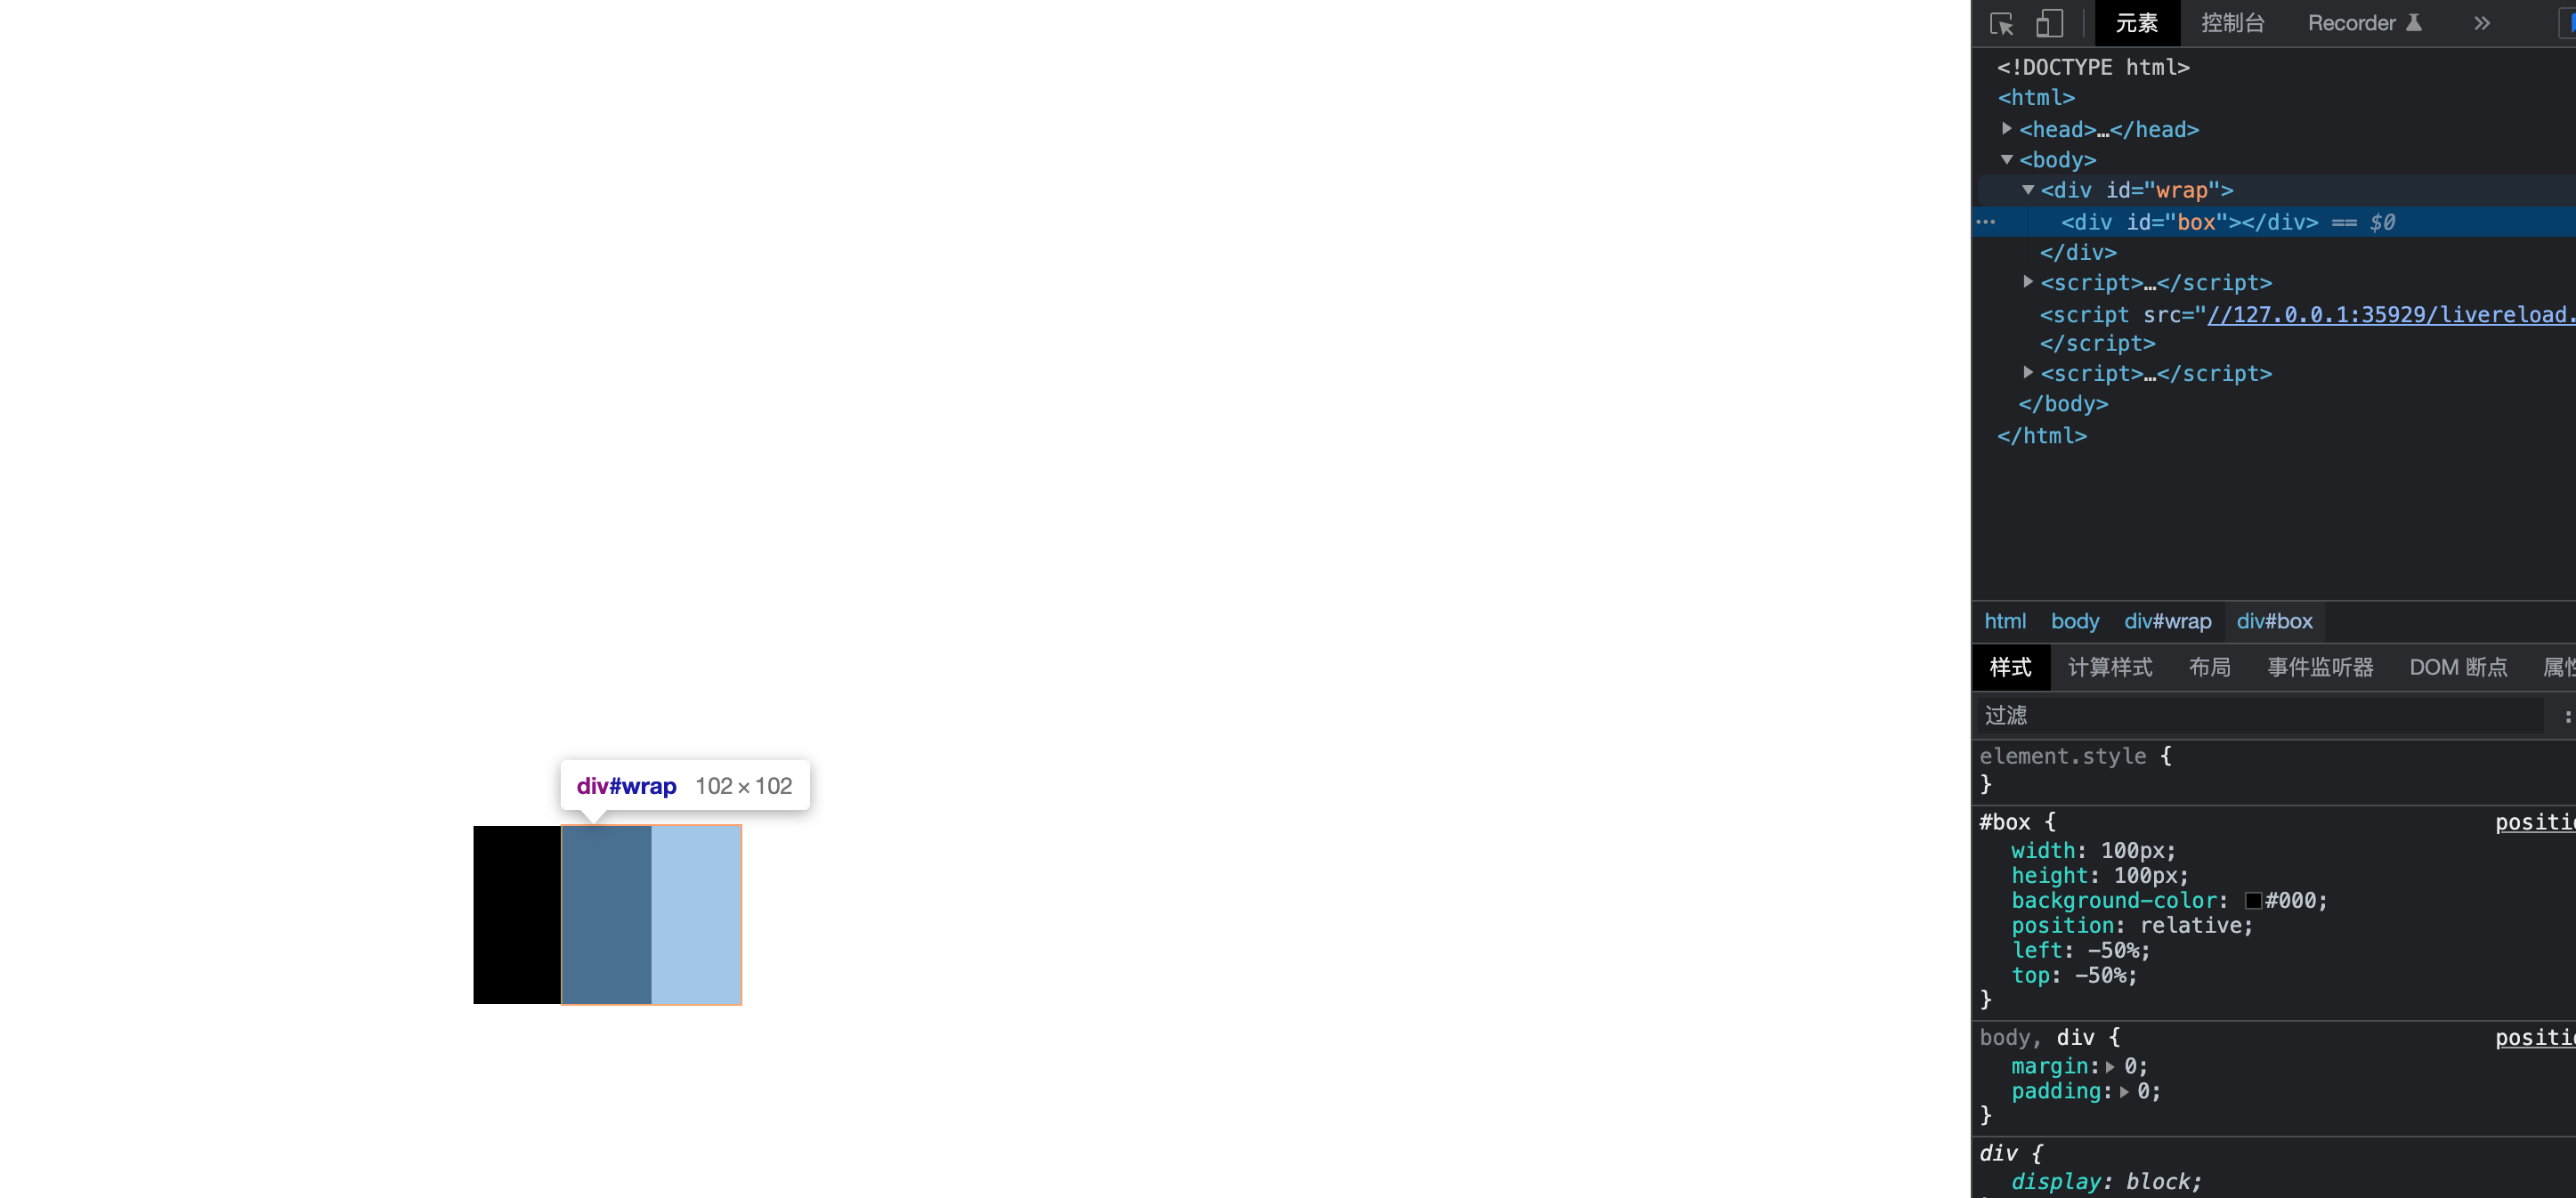 元素 控制台 Recorder
<!DOCTYPE html>
<html>
<head>…</head>
<body>
<div id="wrap">
<div id="box"></div> == $0
</div>
<script>…</script>
<script src="//127.0.0.1:35929/livereload.
</script>
<script>…</script>
</body>
</html>
html body div#wrap div#box
样式 计算样式 布局 事件监听器 DOM 断点
过滤 :
element.style {
}
#box {
width: 100px;
height: 100px;
background-color: #000;
position: relative;
left: -50%;
top: -50%;
}
body, div {
margin: 0;
padding: 0;
}
div {
display: block;
div#wrap 102 × 102